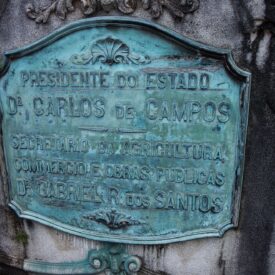 PRESIDENTE DO ESTADO
DR. CARLOS DE CAMPOS
SECRETARIO DA AGRICULTURA
COMMERCIO E OBRAS PUBLICAS
DR. GABRIEL R. DOS SANTOS